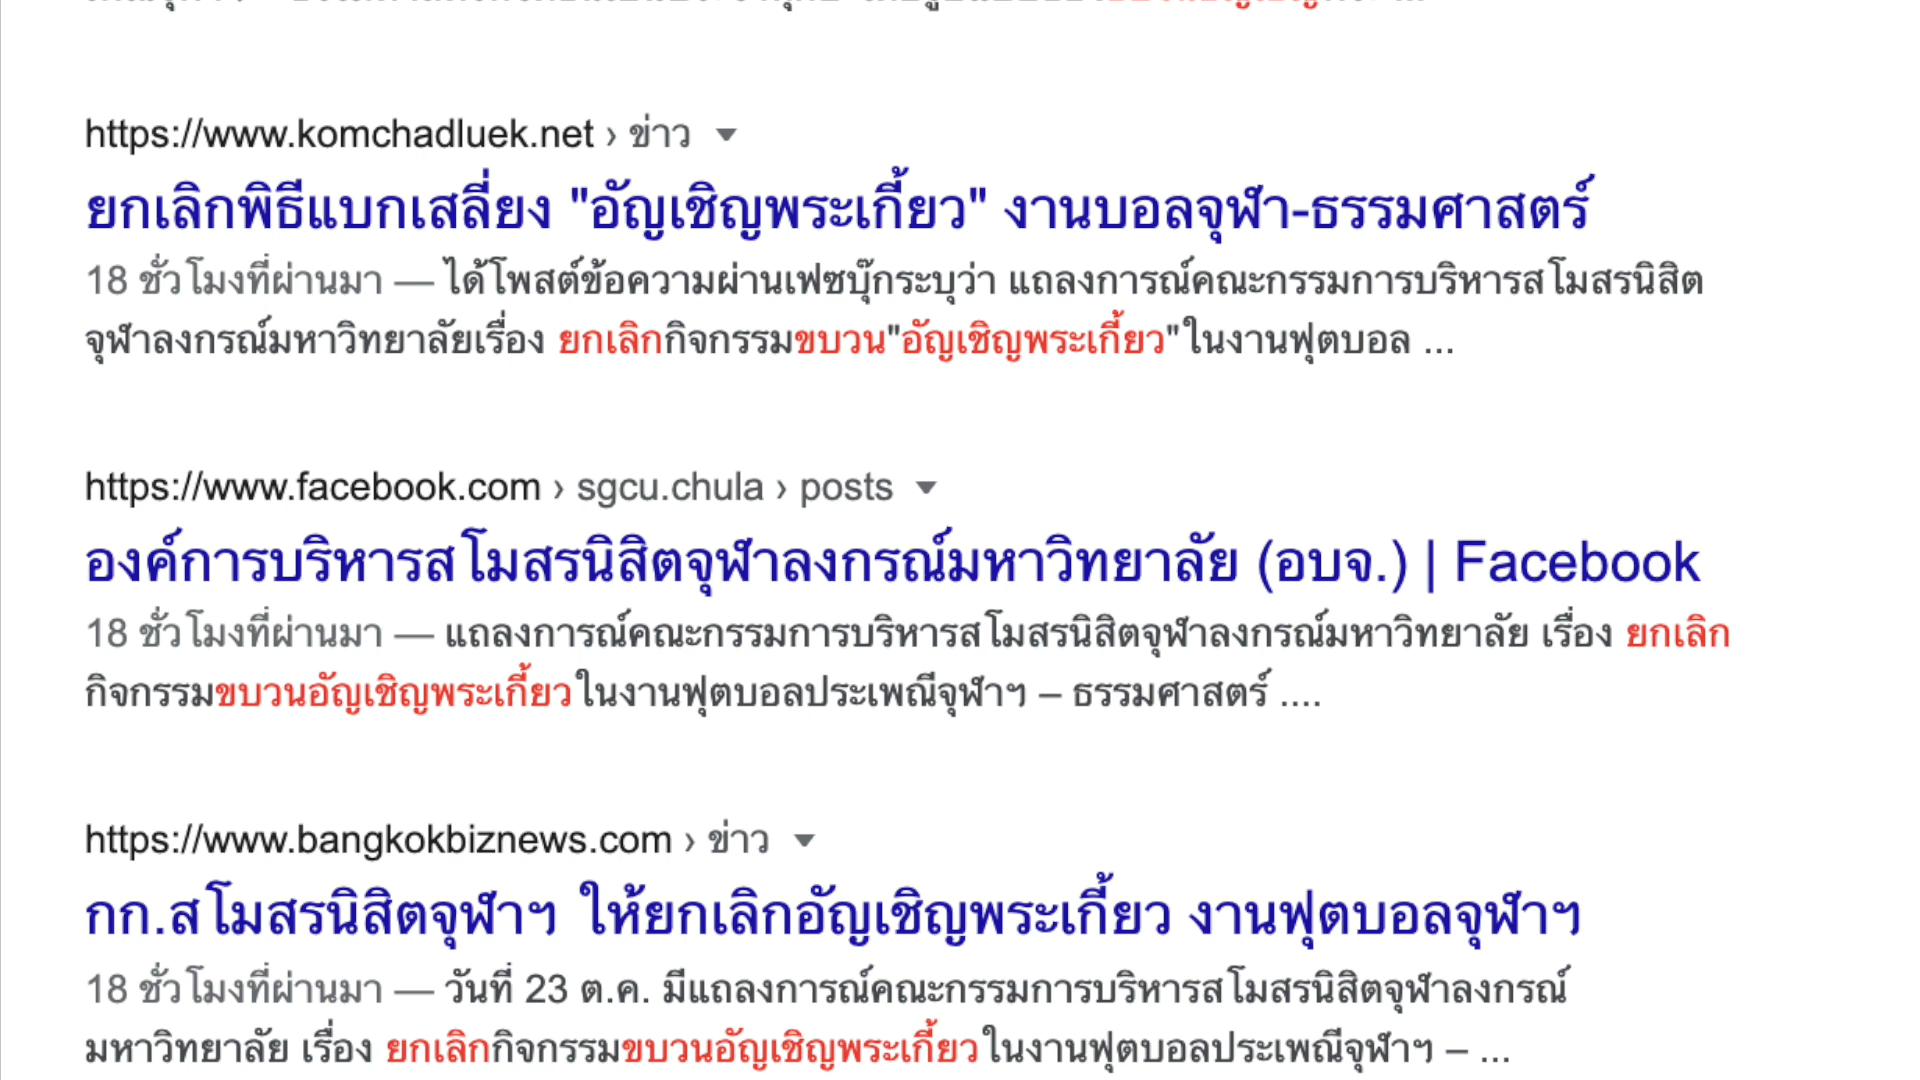 https://www.komchadluek.net › ข่าว
ยกเลิกพิธีแบกเสลี่ยง "อัญเชิญพระเกี้ยว" งานบอลจุฬา-ธรรมศาสตร์
18 ชั่วโมงที่ผ่านมา — ได้โพสต์ข้อความผ่านเฟซบุ๊กระบุว่า แถลงการณ์คณะกรรมการบริหารสโมสรนิสิต
จุฬาลงกรณ์มหาวิทยาลัยเรื่อง ยกเลิกกิจกรรมขบวน"อัญเชิญพระเกี้ยว"ในงานฟุตบอล ...
https://www.facebook.com › sgcu.chula › posts
องค์การบริหารสโมสรนิสิตจุฬาลงกรณ์มหาวิทยาลัย (อบจ.) | Facebook
18 ชั่วโมงที่ผ่านมา — แถลงการณ์คณะกรรมการบริหารสโมสรนิสิตจุฬาลงกรณ์มหาวิทยาลัย เรื่อง ยกเลิก
กิจกรรมขบวนอัญเชิญพระเกี้ยวในงานฟุตบอลประเพณีจุฬาฯ – ธรรมศาสตร์ ....
https://www.bangkokbiznews.com › ข่าว
กก.สโมสรนิสิตจุฬาฯ ให้ยกเลิกอัญเชิญพระเกี้ยว งานฟุตบอลจุฬาฯ
18 ชั่วโมงที่ผ่านมา — วันที่ 23 ต.ค. มีแถลงการณ์คณะกรรมการบริหารสโมสรนิสิตจุฬาลงกรณ์
มหาวิทยาลัย เรื่อง ยกเลิกกิจกรรมขบวนอัญเชิญพระเกี้ยวในงานฟุตบอลประเพณีจุฬาฯ – ...